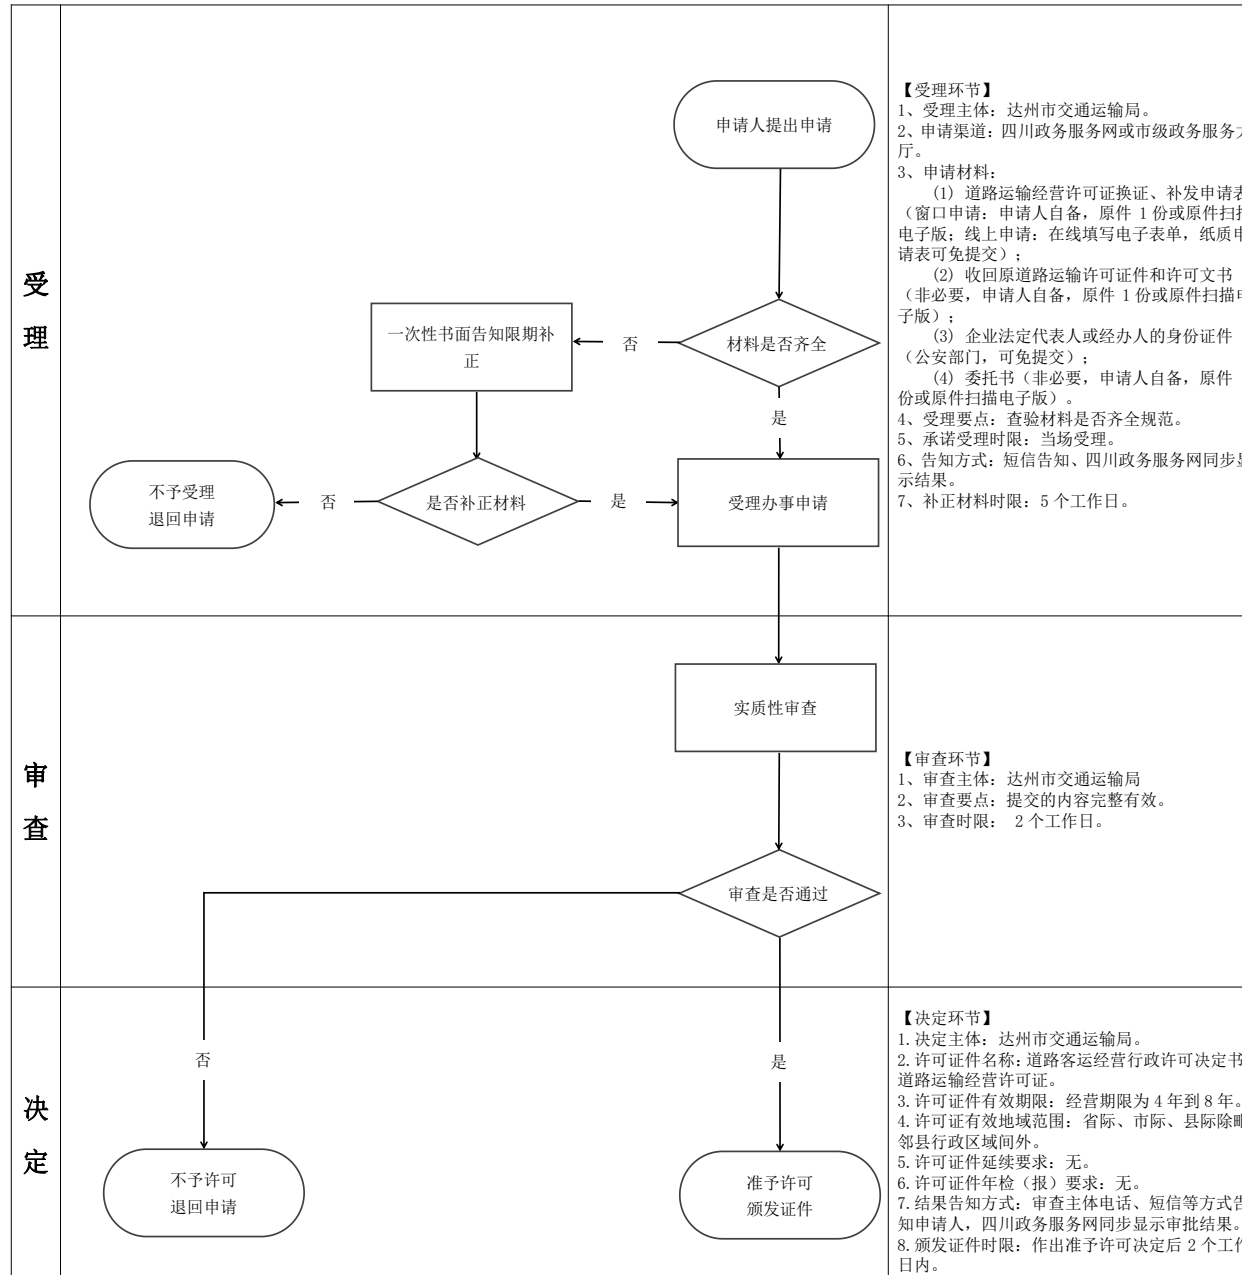 受
理
申请人提出申请
材料是否齐全
否
一次性书面告知限期补
正
是
是否补正材料
否
不予受理
退回申请
是
受理办事申请
【受理环节】
1、受理主体：达州市交通运输局。
2、申请渠道：四川政务服务网或市级政务服务大
厅。
3、申请材料：
（1）道路运输经营许可证换证、补发申请表
（窗口申请：申请人自备，原件 1 份或原件扫描
电子版；线上申请：在线填写电子表单，纸质申
请表可免提交）；
（2）收回原道路运输许可证件和许可文书
（非必要，申请人自备，原件 1 份或原件扫描电
子版）；
（3）企业法定代表人或经办人的身份证件
（公安部门，可免提交）；
（4）委托书（非必要，申请人自备，原件
份或原件扫描电子版）。
4、受理要点：查验材料是否齐全规范。
5、承诺受理时限：当场受理。
6、告知方式：短信告知、四川政务服务网同步显
示结果。
7、补正材料时限：5 个工作日。
审
查
实质性审查
审查是否通过
【审查环节】
1、审查主体：达州市交通运输局
2、审查要点：提交的内容完整有效。
3、审查时限： 2 个工作日。
决
定
否
不予许可
退回申请
是
准予许可
颁发证件
【决定环节】
1.决定主体：达州市交通运输局。
2.许可证件名称：道路客运经营行政许可决定书
道路运输经营许可证。
3.许可证件有效期限：经营期限为 4 年到 8 年。
4.许可证有效地域范围：省际、市际、县际除毗
邻县行政区域间外。
5.许可证件延续要求：无。
6.许可证件年检（报）要求：无。
7.结果告知方式：审查主体电话、短信等方式告
知申请人，四川政务服务网同步显示审批结果。
8.颁发证件时限：作出准予许可决定后 2 个工作
日内。